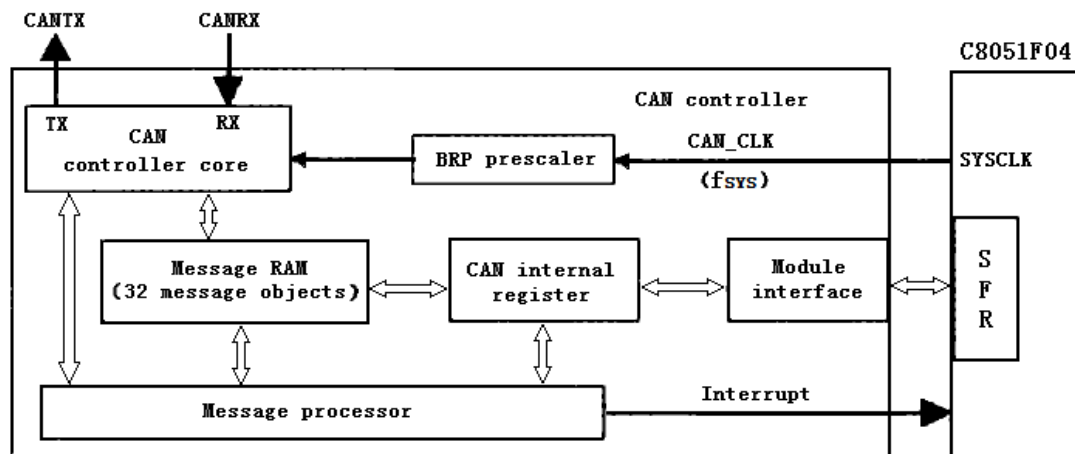 CANTX
CANRX
C8051F04
CAN controller
TX
RX
CAN
controller core
BRP prescaler
CAN_CLK
(fSYS)
SYSCLK
Message RAM
(32 message objects)
CAN internal
register
Module
interface
S
F
R
Message processor
Interrupt